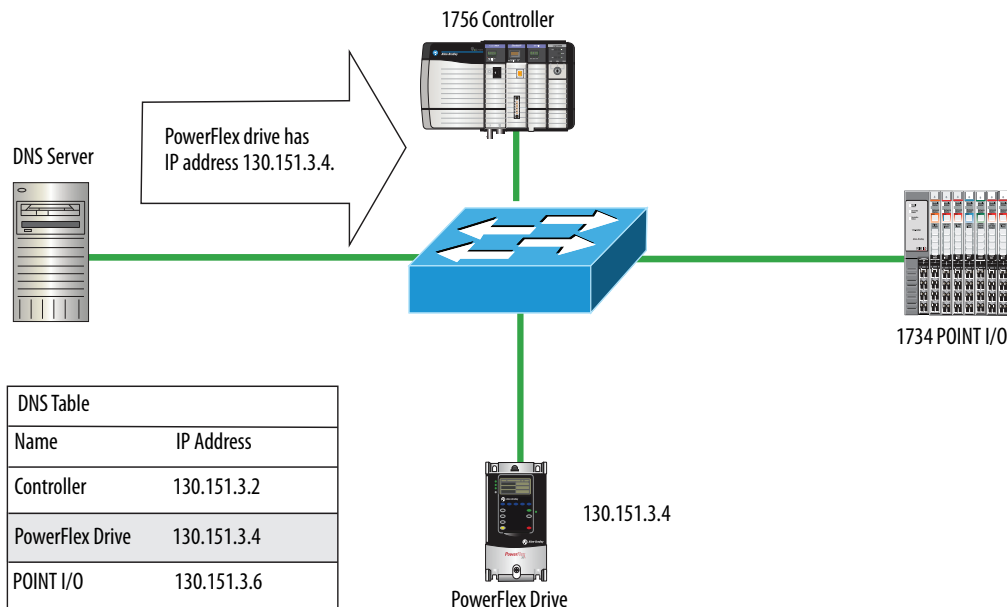 1756 Controller
PowerFlex drive has
IP address 130.151.3.4.
DNS Server
1734 POINT I/O
DNS Table
Name IP Address
Controller 130.151.3.2
PowerFlex Drive 130.151.3.4
POINT I/O 130.151.3.6
130.151.3.4
PowerFlex Drive